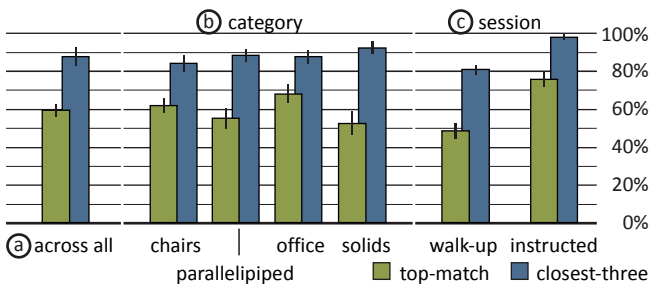 b category
c session
100%
80%
60%
40%
20%
0%
a across all
chairs
office
solids
walk-up
instructed
parallelipiped
top-match
closest-three